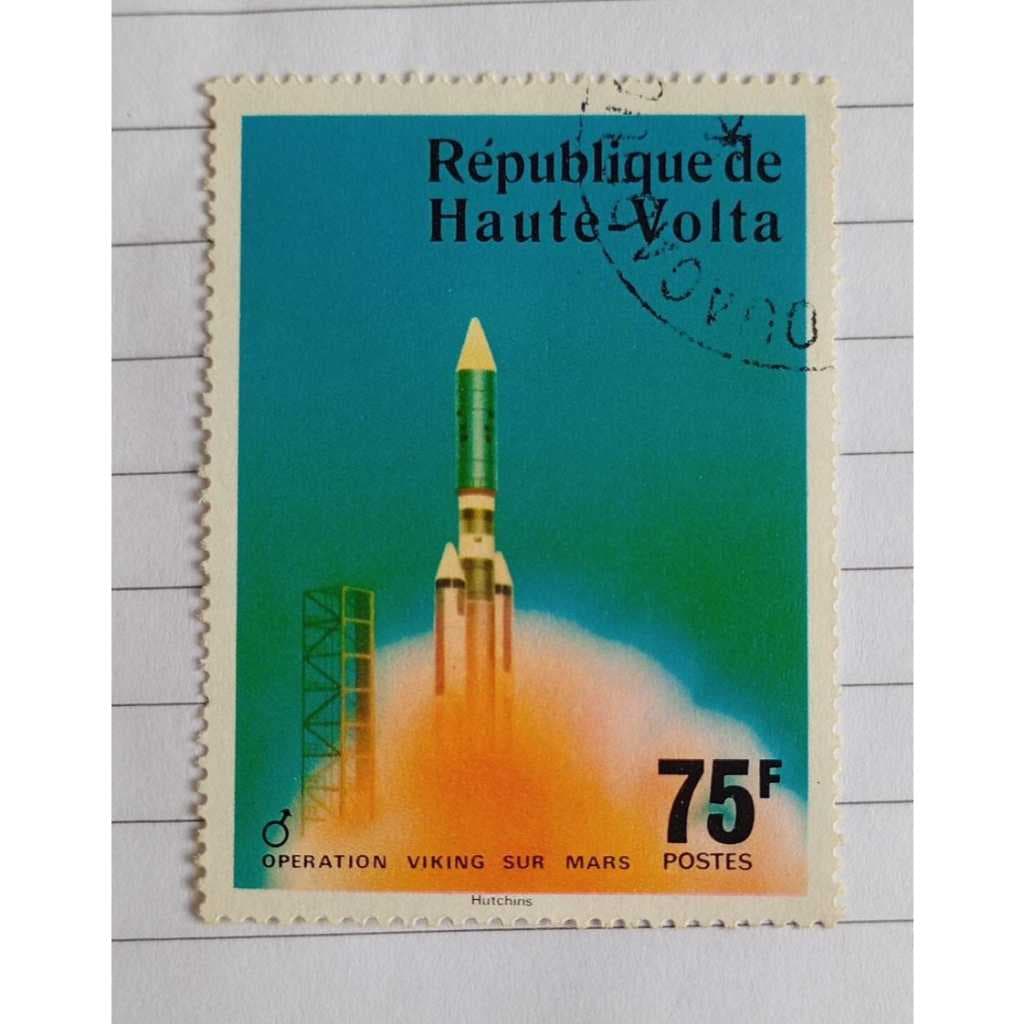 République de
Haute-Volta
75F
♂
OPERATION VIKING SUR MARS
POSTES
Hutchins